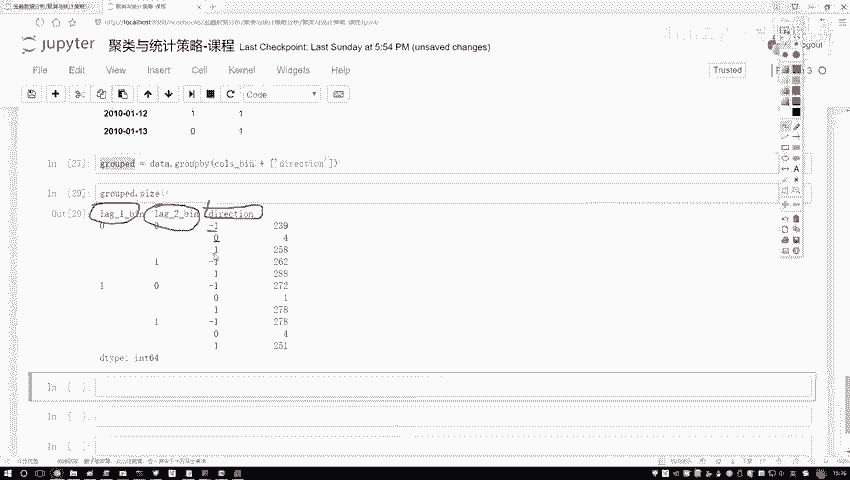 localhost
jupyter 聚类与统计策略-课程 Last Checkpoint: Last Sunday at 5:54 PM (unsaved changes)
File Edit View Insert Cell Kernel Widgets Help
Trusted
Code
2010-01-12 1 1
2010-01-13 0 1
In [27]: grouped = data.groupby(cols_bin + ['direction'])
In [29]: grouped.size
Out[29]: lag_1_bin lag_2_bin direction
0 0 -1 239
0 4
1 258
1 -1 262
1 288
1 0 -1 272
0 1
1 278
1 -1 278
0 4
1 251
dtype: int64
In [ ]:
In [ ]:
In [ ]: